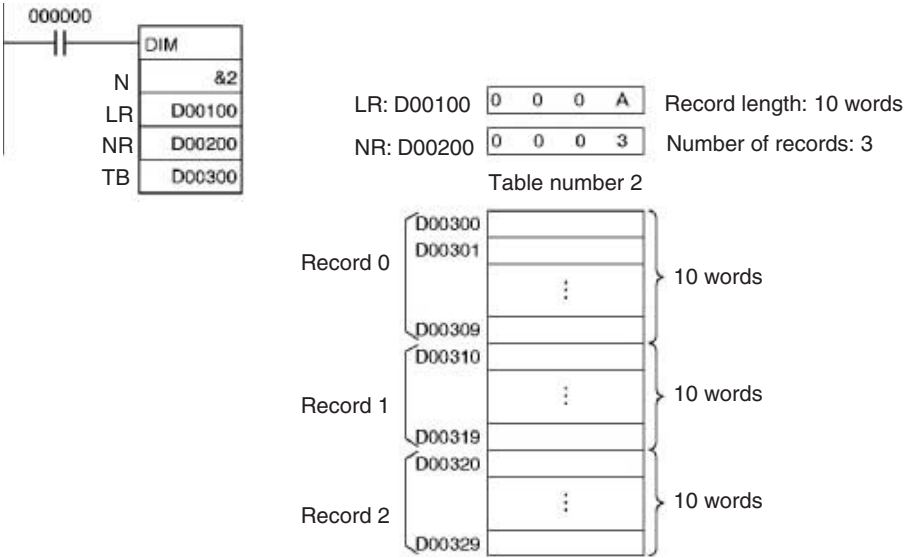 000000
DIM
N &2
LR D00100
NR D00200
TB D00300
LR: D00100 0 0 0 A Record length: 10 words
NR: D00200 0 0 0 3 Number of records: 3
Table number 2
D00300
D00301
Record 0
10 words
D00309
D00310
Record 1
10 words
D00319
D00320
Record 2
10 words
D00329